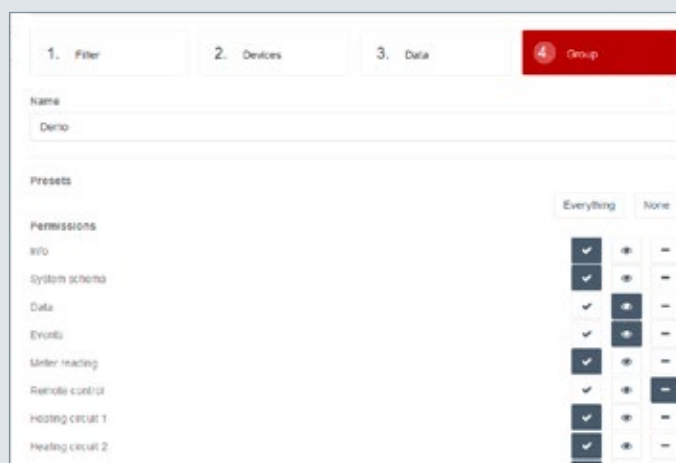 1. Filter
2. Devices
3. Data
4. Group
Name
Demo
Presets
Everything
None
Permissions
Info
System schema
Data
Events
Meter reading
Remote control
Heating circuit 1
Heating circuit 2